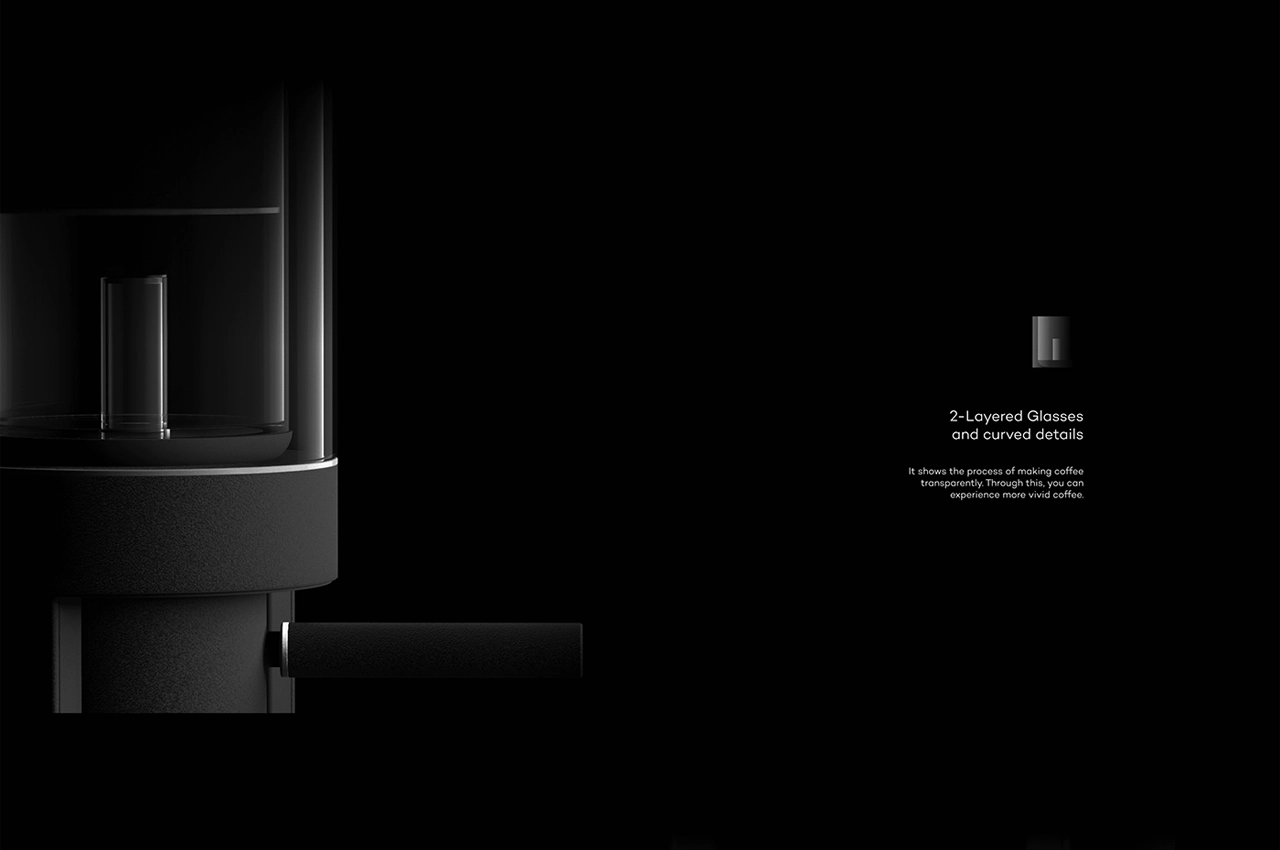 2-Layered Glasses
and curved details
It shows the process of making coffee
transparently. Through this, you can
experience more vivid coffee.